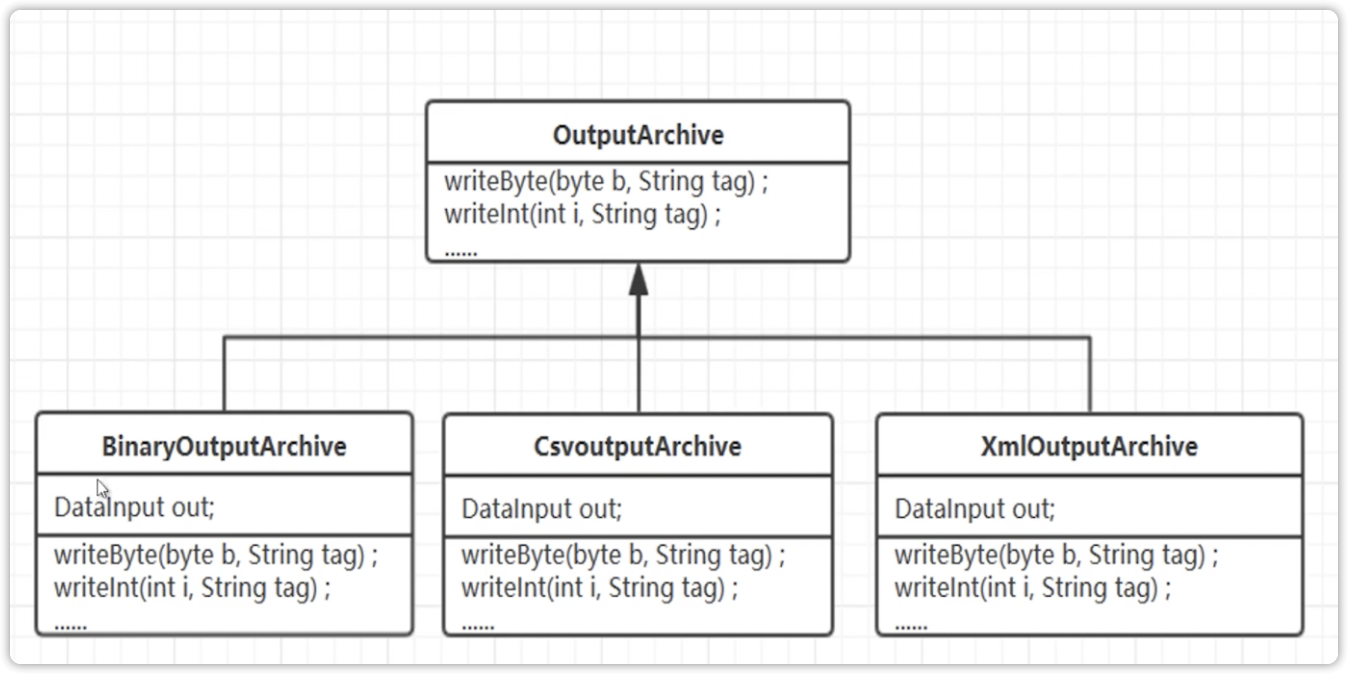 OutputArchive
writeByte(byte b, String tag) ;
writeInt(int i, String tag) ;
......
BinaryOutputArchive
DataInput out;
writeByte(byte b, String tag) ;
writeInt(int i, String tag) ;
......
CsvoutputArchive
DataInput out;
writeByte(byte b, String tag) ;
writeInt(int i, String tag) ;
......
XmlOutputArchive
DataInput out;
writeByte(byte b, String tag) ;
writeInt(int i, String tag) ;
......